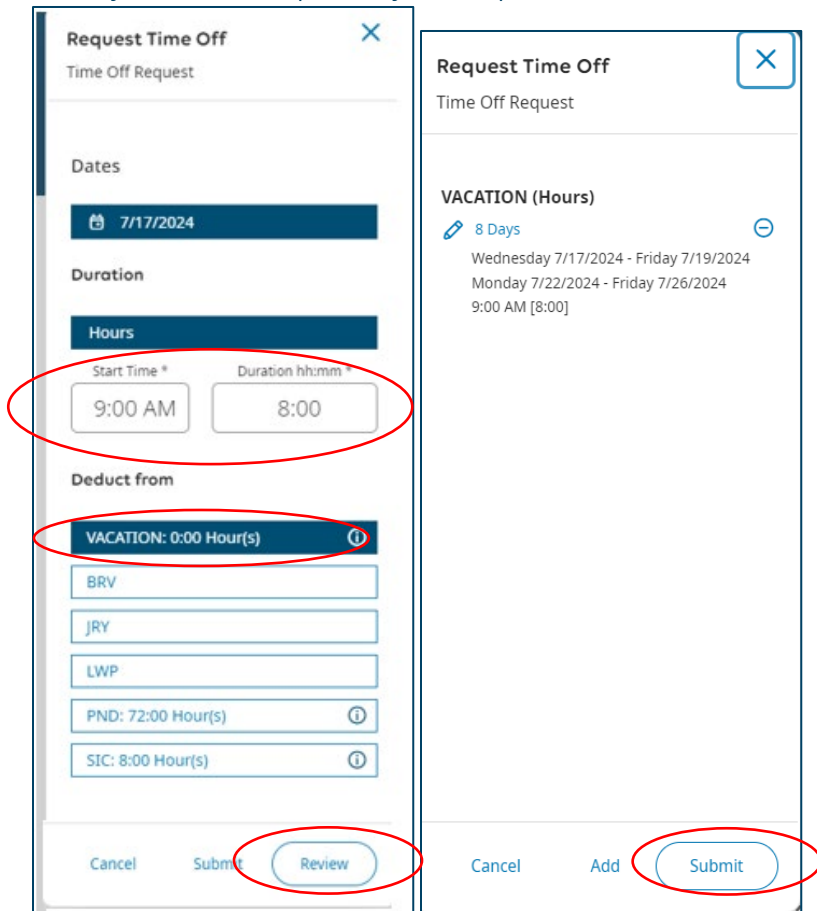 Request Time Off
Time Off Request
Dates
7/17/2024
Duration
Hours
Start Time * Duration hh:mm *
9:00 AM 8:00
Deduct from
VACATION: 0:00 Hour(s)
BRV
JRY
LWP
PND: 72:00 Hour(s)
SIC: 8:00 Hour(s)
Cancel Submit Review
Request Time Off
Time Off Request
VACATION (Hours)
8 Days
Wednesday 7/17/2024 - Friday 7/19/2024
Monday 7/22/2024 - Friday 7/26/2024
9:00 AM [8:00]
Cancel Add Submit